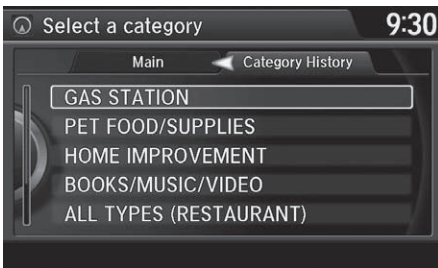 Select a category 9:30
Main Category History
GAS STATION
PET FOOD/SUPPLIES
HOME IMPROVEMENT
BOOKS/MUSIC/VIDEO
ALL TYPES (RESTAURANT)